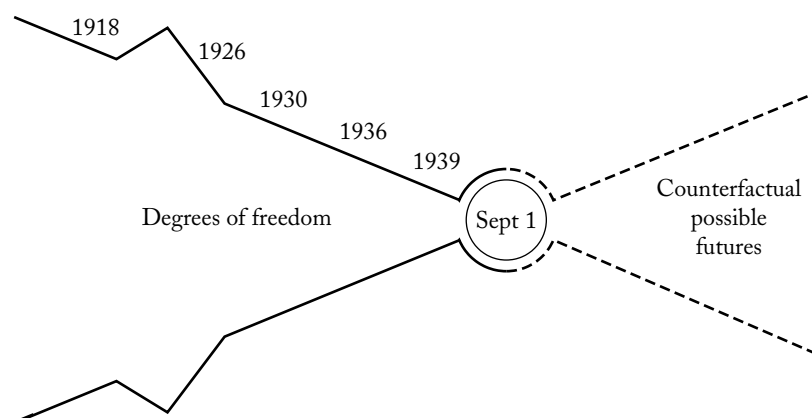 1918
1926
1930
1936
1939
Degrees of freedom
Sept 1
Counterfactual
possible
futures